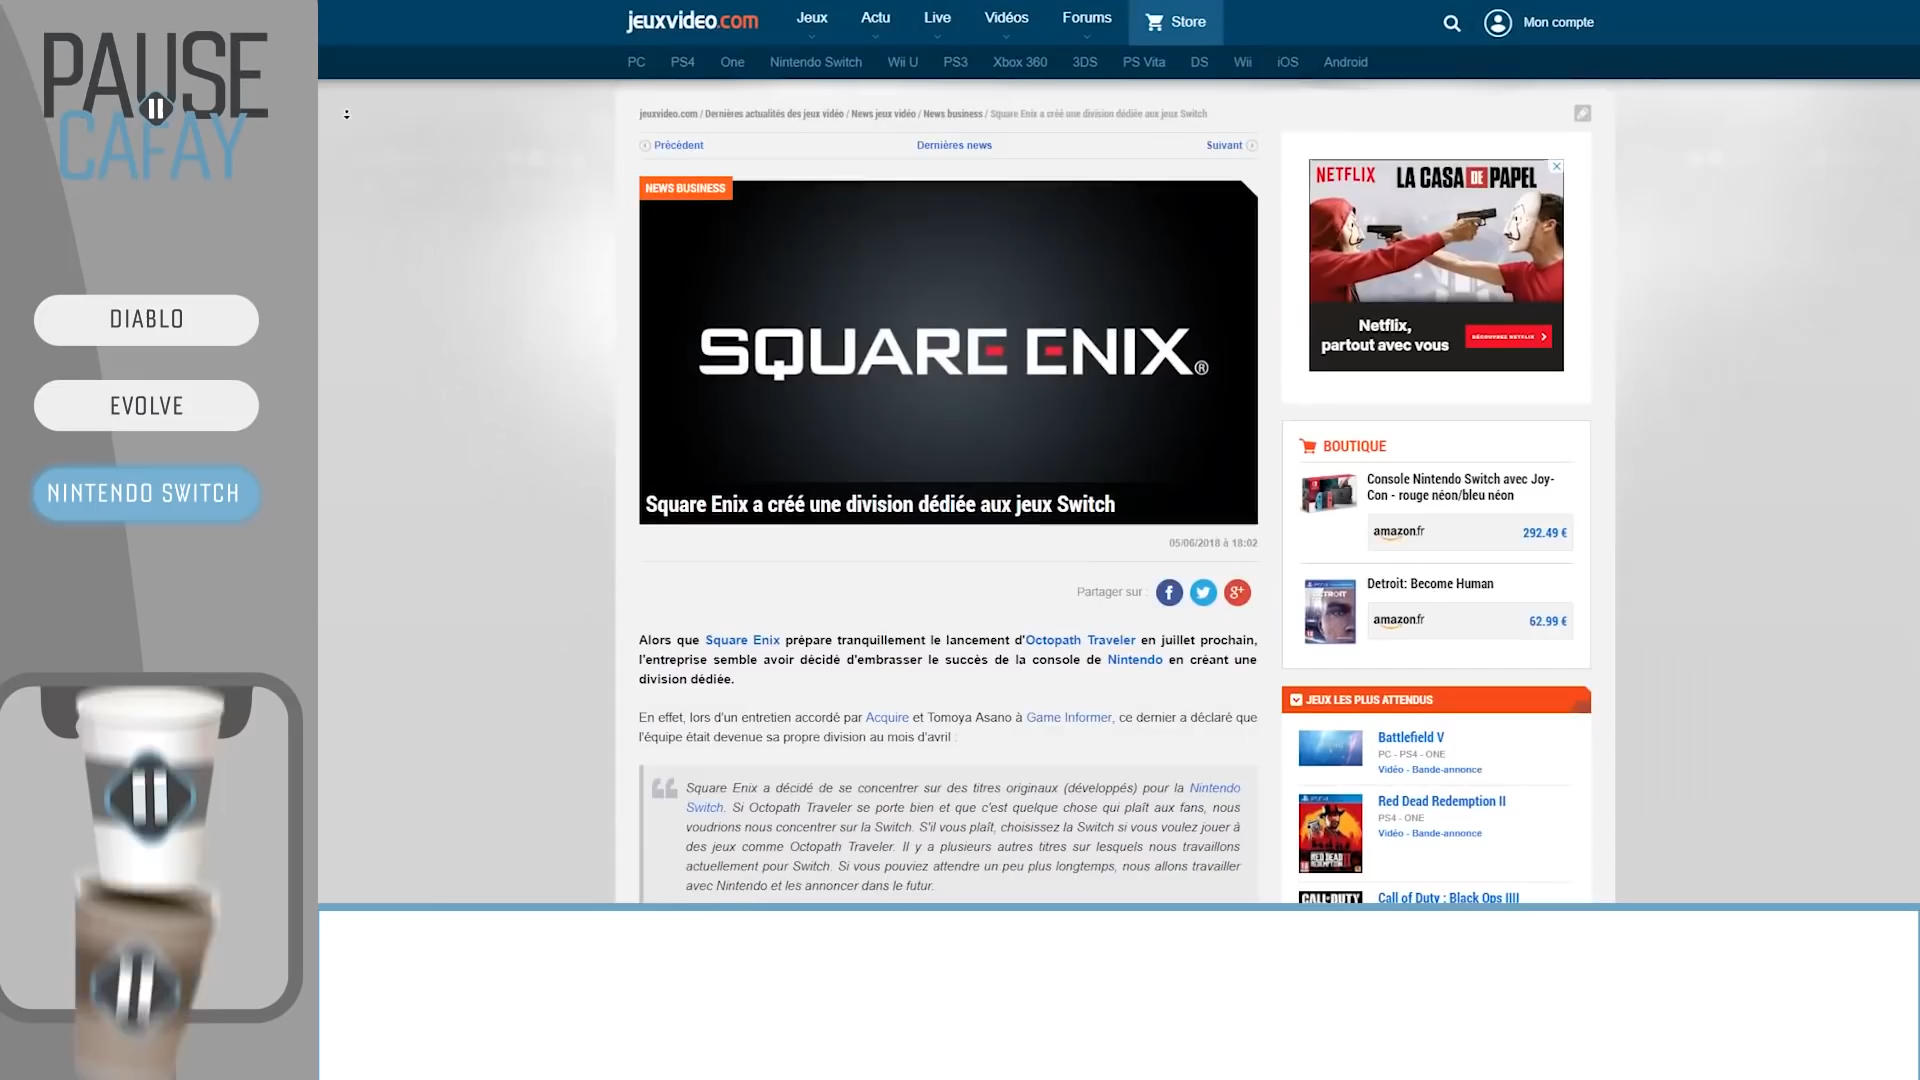 PAUSE
CAFAY
DIABLO
EVOLVE
NINTENDO SWITCH
jeuxvideo.com
Jeux Actu Live Vidéos Forums Store
Mon compte
PC PS4 One Nintendo Switch Wii U PS3 Xbox 360 3DS PS Vita DS Wii iOS Android
jeuxvideo.com / Dernières actualités des jeux vidéo / News jeux vidéo / News business / Square Enix a créé une division dédiée aux jeux Switch
Précédent Dernières news Suivant
NEWS BUSINESS
SQUARE ENIX®
Square Enix a créé une division dédiée aux jeux Switch
05/06/2018 à 18:02
Partager sur :
Alors que Square Enix prépare tranquillement le lancement d'Octopath Traveler en juillet prochain,
l'entreprise semble avoir décidé d'embrasser le succès de la console de Nintendo en créant une
division dédiée.
En effet, lors d'un entretien accordé par Acquire et Tomoya Asano à Game Informer, ce dernier a déclaré que
l'équipe était devenue sa propre division au mois d'avril :
Square Enix a décidé de se concentrer sur des titres originaux (développés) pour la Nintendo
Switch. Si Octopath Traveler se porte bien et que c'est quelque chose qui plaît aux fans, nous
voudrions nous concentrer sur la Switch. S'il vous plaît, choisissez la Switch si vous voulez jouer à
des jeux comme Octopath Traveler. Il y a plusieurs autres titres sur lesquels nous travaillons
actuellement pour Switch. Si vous pouviez attendre un peu plus longtemps, nous allons travailler
avec Nintendo et les annoncer dans le futur.
NETFLIX LA CASA DE PAPEL
Netflix,
partout avec vous
DÉCOUVREZ NETFLIX
BOUTIQUE
Console Nintendo Switch avec Joy-
Con - rouge néon/bleu néon
amazon.fr 292.49 €
Detroit: Become Human
DETROIT
amazon.fr 62.99 €
JEUX LES PLUS ATTENDUS
Battlefield V
PC - PS4 - ONE
Vidéo - Bande-annonce
Red Dead Redemption II
PS4 - ONE
Vidéo - Bande-annonce
RED DEAD
REDEMPTION II
Call of Duty : Black Ops IIII
CALL OF DUTY